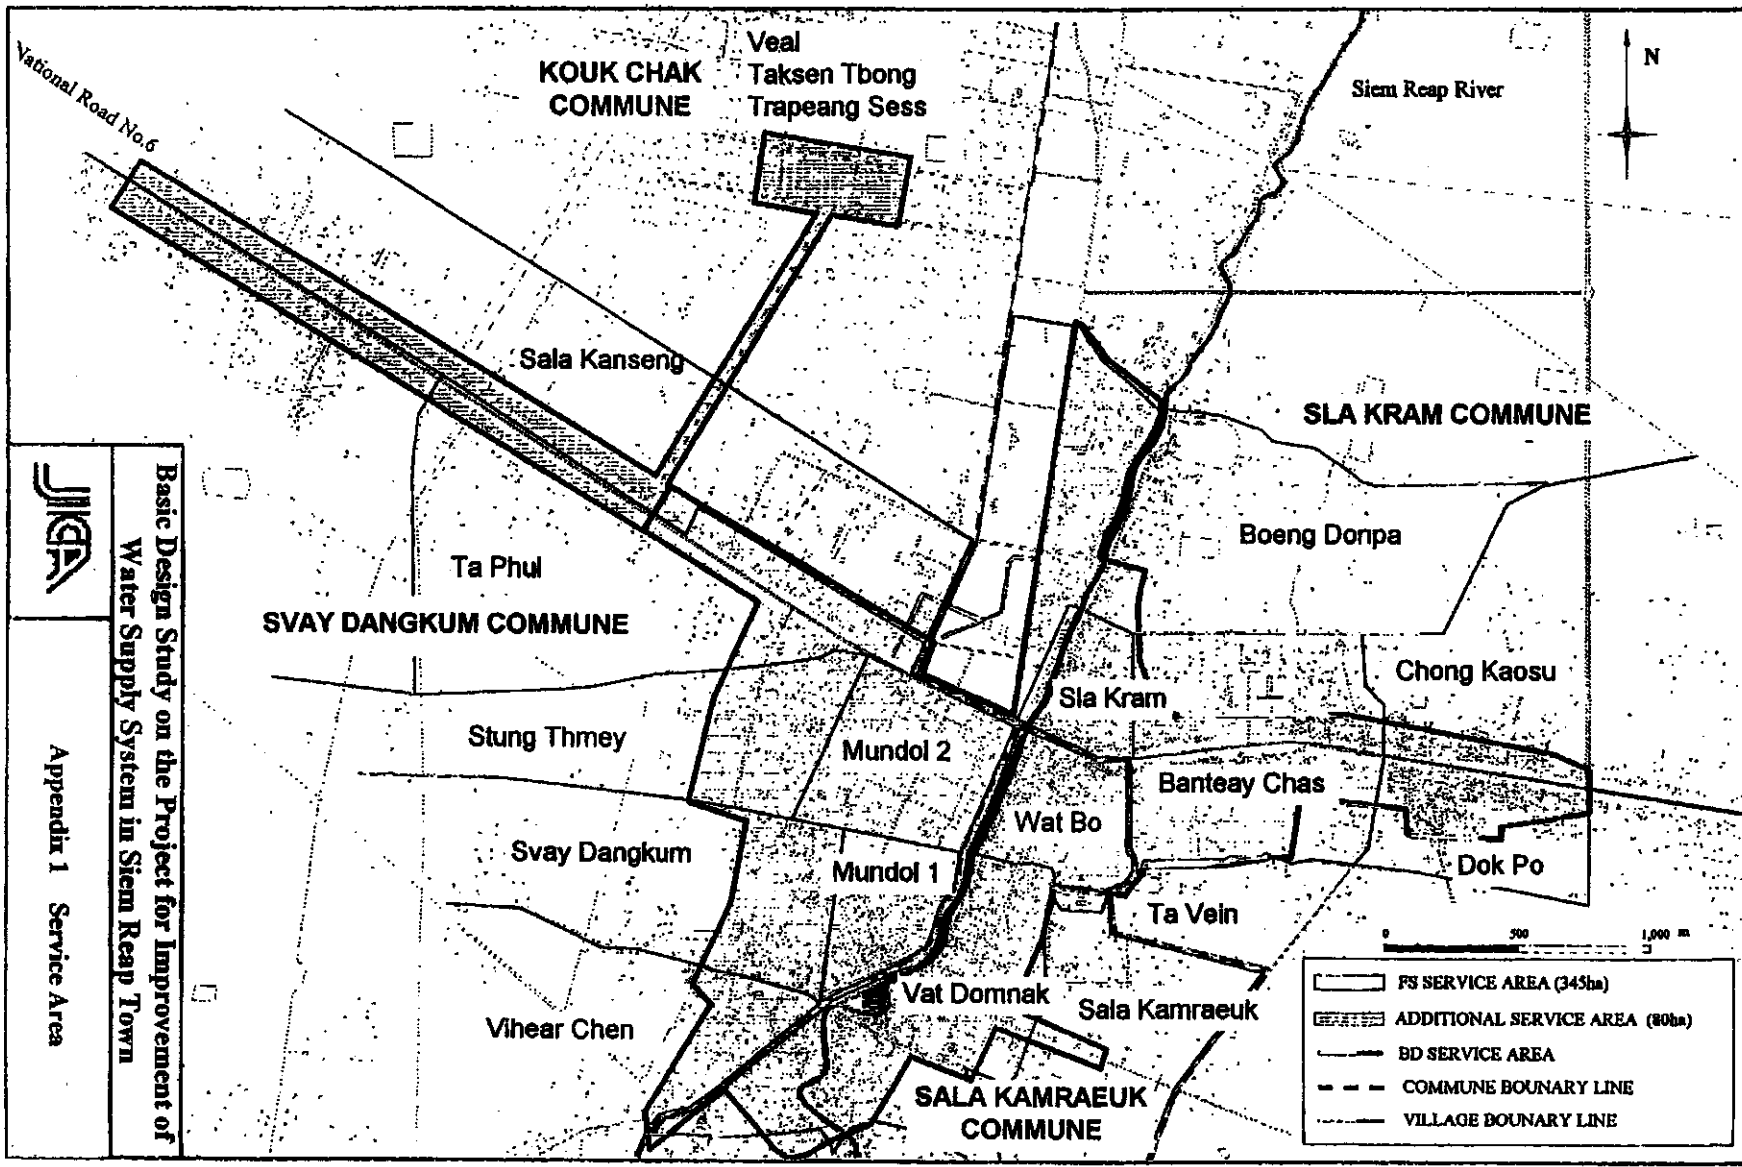 National Road No.6
KOUK CHAK
COMMUNE
Veal
Taksen Tbong
Trapeang Sess
Siem Reap River
N
Sala Kanseng
SLA KRAM COMMUNE
Boeng Donpa
Ta Phul
SVAY DANGKUM COMMUNE
Chong Kaosu
Sla Kram
Stung Thmey
Mundol 2
Banteay Chas
Wat Bo
Svay Dangkum
Mundol 1
Dok Po
Ta Vein
Vat Domnak
Sala Kamraeuk
Vihear Chen
SALA KAMRAEUK
COMMUNE
0 500 1,000 m
FS SERVICE AREA (345ha)
ADDITIONAL SERVICE AREA (80ha)
BD SERVICE AREA
COMMUNE BOUNARY LINE
VILLAGE BOUNARY LINE
JICA
Basic Design Study on the Project for Improvement of
Water Supply System in Siem Reap Town
Appendix 1 Service Area